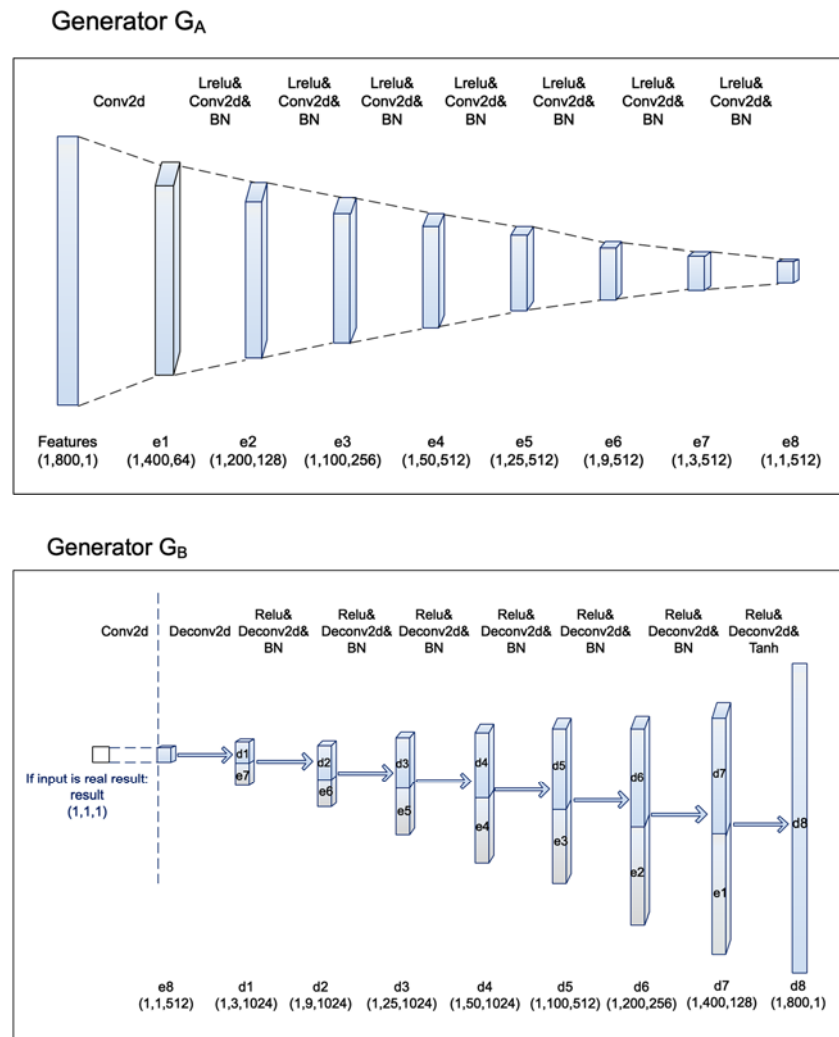 Generator GA
Conv2d
Lrelu&
Conv2d&
BN
Lrelu&
Conv2d&
BN
Lrelu&
Conv2d&
BN
Lrelu&
Conv2d&
BN
Lrelu&
Conv2d&
BN
Lrelu&
Conv2d&
BN
Lrelu&
Conv2d&
BN
Features
(1,800,1)
e1
(1,400,64)
e2
(1,200,128)
e3
(1,100,256)
e4
(1,50,512)
e5
(1,25,512)
e6
(1,9,512)
e7
(1,3,512)
e8
(1,1,512)
Generator GB
Conv2d
Deconv2d
Relu&
Deconv2d&
BN
Relu&
Deconv2d&
BN
Relu&
Deconv2d&
BN
Relu&
Deconv2d&
BN
Relu&
Deconv2d&
BN
Relu&
Deconv2d&
BN
Relu&
Deconv2d&
Tanh
If input is real result:
result
(1,1,1)
d1
e7
d2
e6
d3
e5
d4
e4
d5
e3
d6
e2
d7
e1
d8
e8
(1,1,512)
d1
(1,3,1024)
d2
(1,9,1024)
d3
(1,25,1024)
d4
(1,50,1024)
d5
(1,100,512)
d6
(1,200,256)
d7
(1,400,128)
d8
(1,800,1)